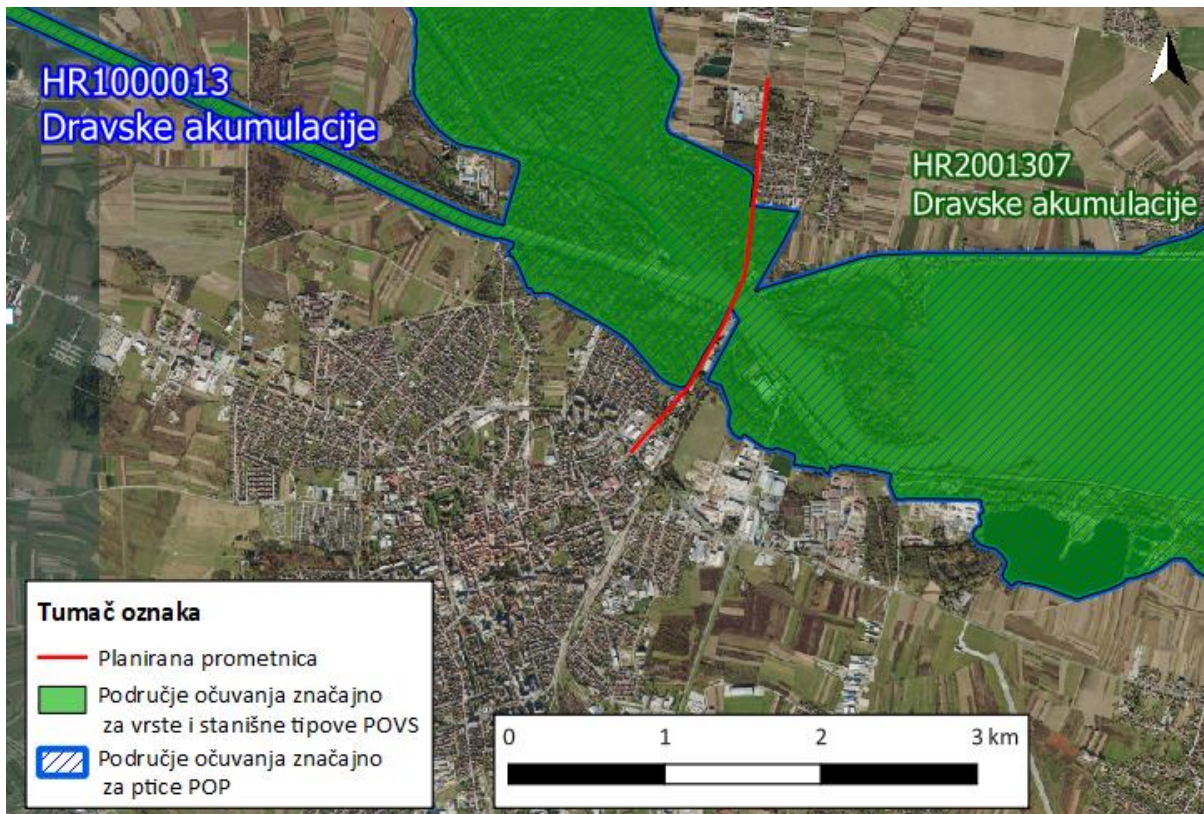 HR1000013
Dravske akumulacije
HR2001307
Dravske akumulacije
Tumač oznaka
Planirana prometnica
Područje očuvanja značajno
za vrste i stanišne tipove POVS
Područje očuvanja značajno
za ptice POP
0 1 2 3 km